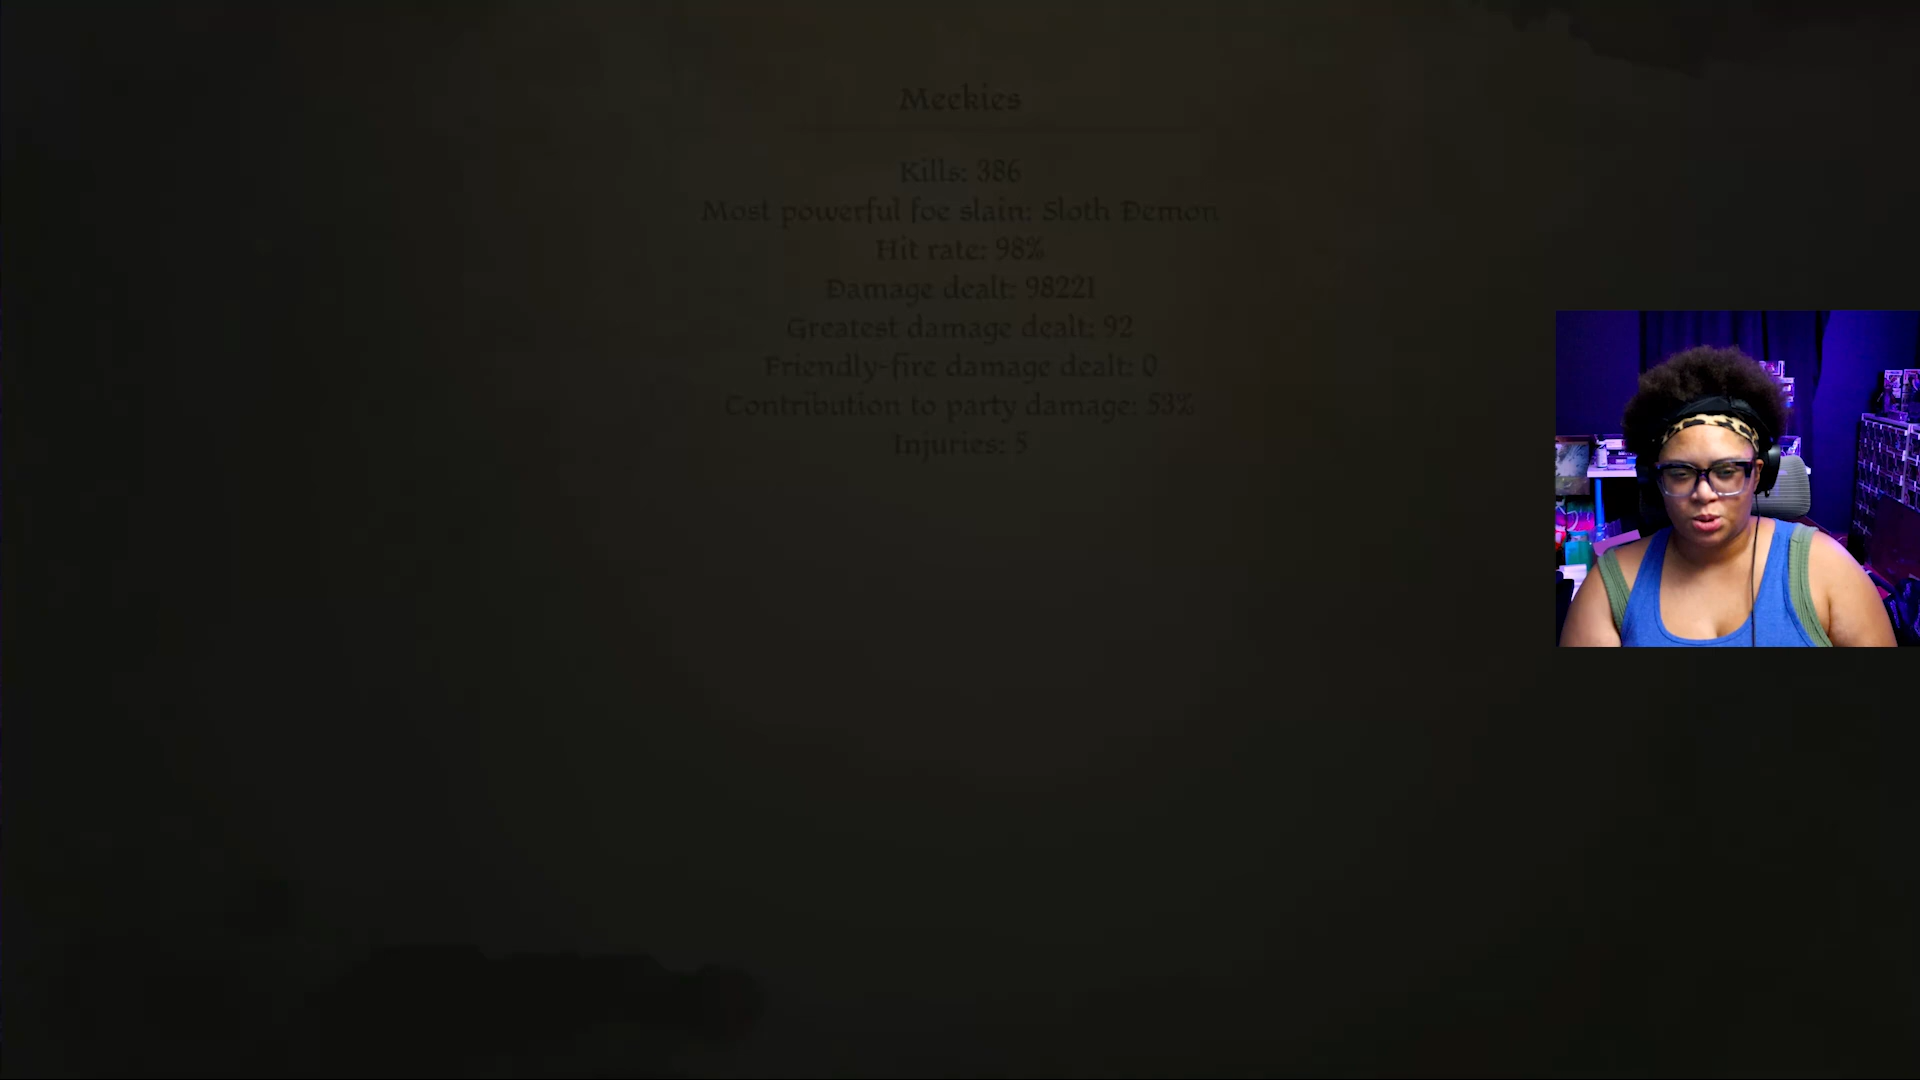 Meekies
Kills: 386
Most powerful foe slain: Sloth Demon
Hit rate: 98%
Damage dealt: 98221
Greatest damage dealt: 92
Friendly-fire damage dealt: 0
Contribution to party damage: 53%
Injuries: 5